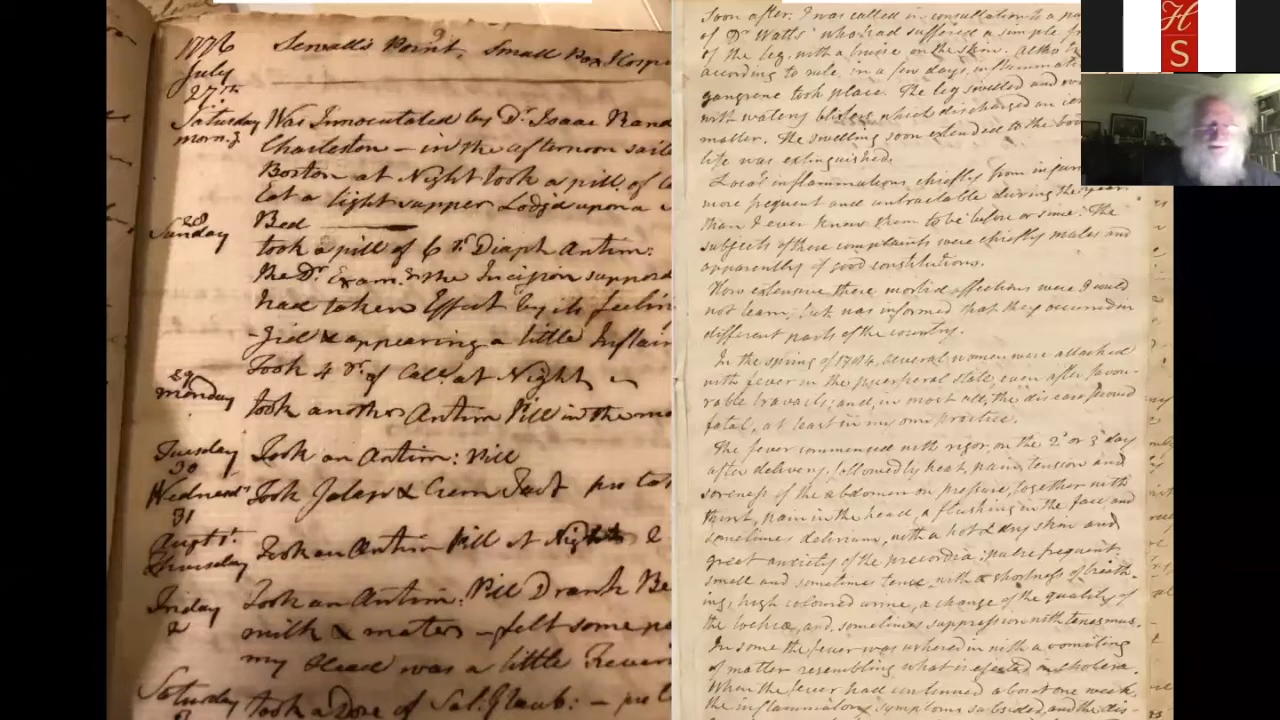 1776 Sewall's Point, Small Pox Hosp
July
27th
Saturday Was Innoculated by Dr. Isaac Rand
morng Charleston – in the afternoon sail
Boston at Night took a pill of
Eat a light supper Lodg'd upon a
Bed
28
Sunday
took a pill of 6 Gr Diaph Antim:
the Dr. Exam.d the Incision suppos'd
had taken Effect by its feelin
-gid & appearing a little Inflam
Took 4 Gr of Cal. at Night
29
monday took another Antim Pill in the mo
Tuesday Took an Antim: Pill
30
Wednesd. Took Jalap & Crem Tart
31
Augt 1st.
Thursday Took an Antim Pill at Night &
Friday Took an Antim: Pill Drank
2 milk & water – felt some
my Head was a little
Saturday took a Dose of Sal: Glaub: –
soon after. I was called in consultation to a
of Dr Watts' who had suffered a simple
of the leg, with a bruise on the skin.
according to rule, in a few days, inflammat
gangrene took place. The leg swelled and
with watery blisters which discharged an
matter. The swelling soon extended to the
life was extinguished.
Local inflammations, chiefly from injur
more frequent and untractable during the year
than I ever knew them to be before or since. The
subjects of these complaints were chiefly males and
apparently of good constitutions.
How extensive these morbid affections were I could
not learn, but was informed that they occurred in
different parts of the country.
In the spring of 1784, several women were attacked
with fever in the puerperal state, even after favou-
rable travails; and, in most all, the disease proved
fatal, at least in my own practice.
The fever commenced with rigor, on the 2d or 3d day
after delivery, followed by heat, pain, tension and
soreness of the abdomen on pressure, together with
thirst, pain in the head, a flushing in the face, and
sometimes delirium, with a hot & dry skin and
great anxiety of the precordia; pulse frequent,
small and sometimes tense, with a shortness of breath-
ing, high coloured urine, a change of the quality of
the lochia, and sometimes suppression with tenesmus.
In some the fever was ushered in with a vomiting
of matter resembling what is ejected in cholera.
When the fever had continued about one week,
the inflammatory symptoms subsided, and the dis-
H
S